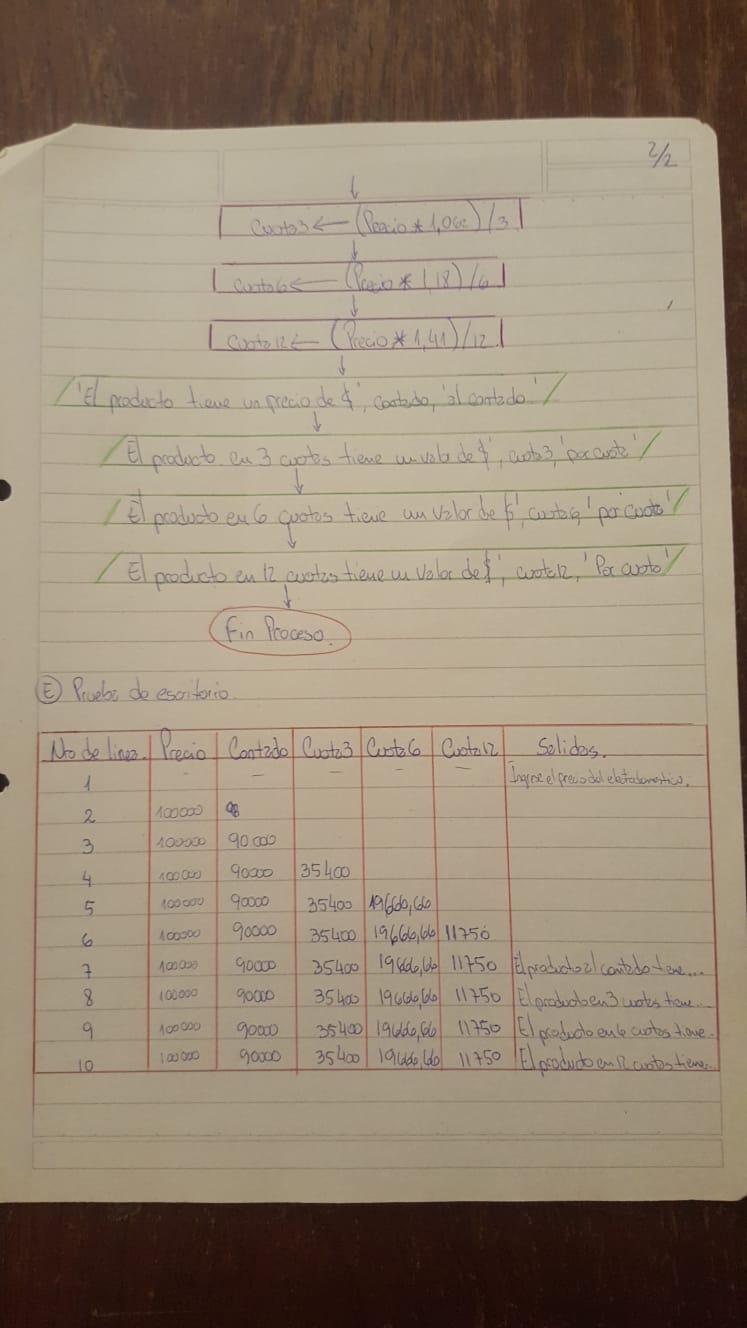 2/2
Cuota3 ← (Precio * 1,062) / 3
Cuota6 ← (Precio * 1,18) / 6
Cuota12 ← (Precio * 1,41) / 12
'El producto tiene un precio de $', Contado, 'al contado'
'El producto en 3 cuotas tiene un valor de $', cuota3, 'por cuota'
'El producto en 6 cuotas tiene un valor de $', cuota6, 'por cuota'
'El producto en 12 cuotas tiene un valor de $', cuota12, 'Por cuota'
Fin Proceso.
E Prueba de escritorio.
No de linea. Precio Contado Cuota3 Cuota6 Cuota12 Salidas.
1 - - - - - Ingrese el precio del electrodomestico.
2 100000
3 100000 90000
4 100000 90000 35400
5 100000 90000 35400 19666,66
6 100000 90000 35400 19666,66 11750
7 100000 90000 35400 19666,66 11750 El producto al contado tiene...
8 100000 90000 35400 19666,66 11750 El producto en 3 cuotas tiene...
9 100000 90000 35400 19666,66 11750 El producto en 6 cuotas tiene..
10 100000 90000 35400 19666,66 11750 El producto en 12 cuotas tiene...